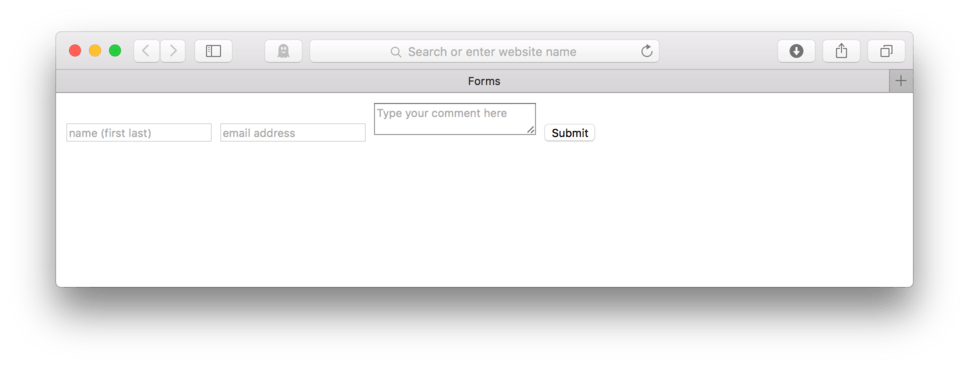 Search or enter website name
Forms
Type your comment here
name (first last)
email address
Submit